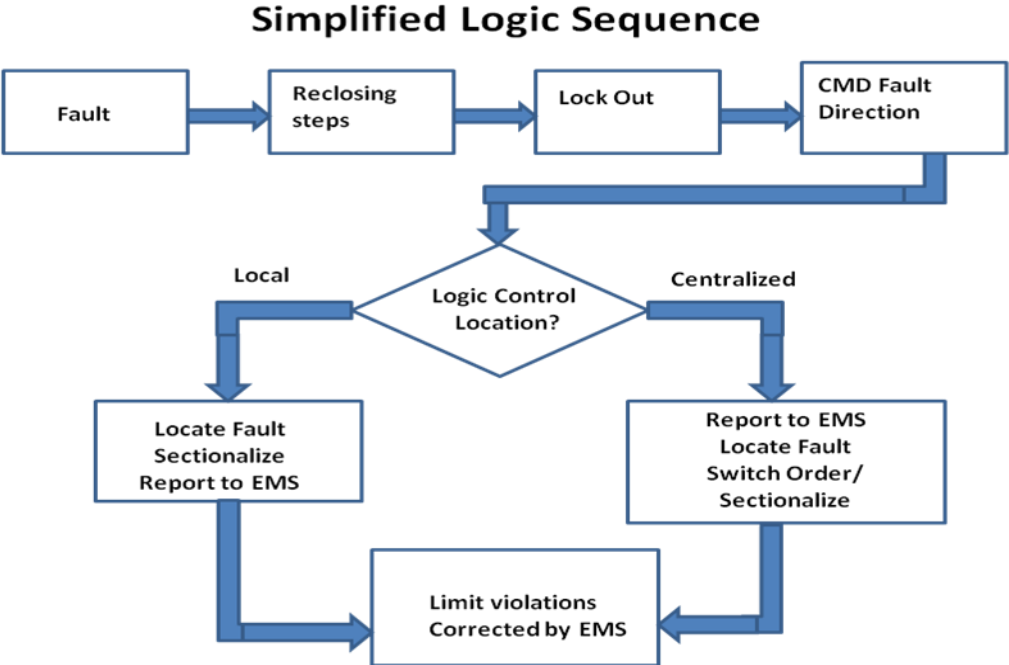 Simplified Logic Sequence
Fault
Reclosing
steps
Lock Out
CMD Fault
Direction
Local
Centralized
Logic Control
Location?
Locate Fault
Sectionalize
Report to EMS
Report to EMS
Locate Fault
Switch Order/
Sectionalize
Limit violations
Corrected by EMS